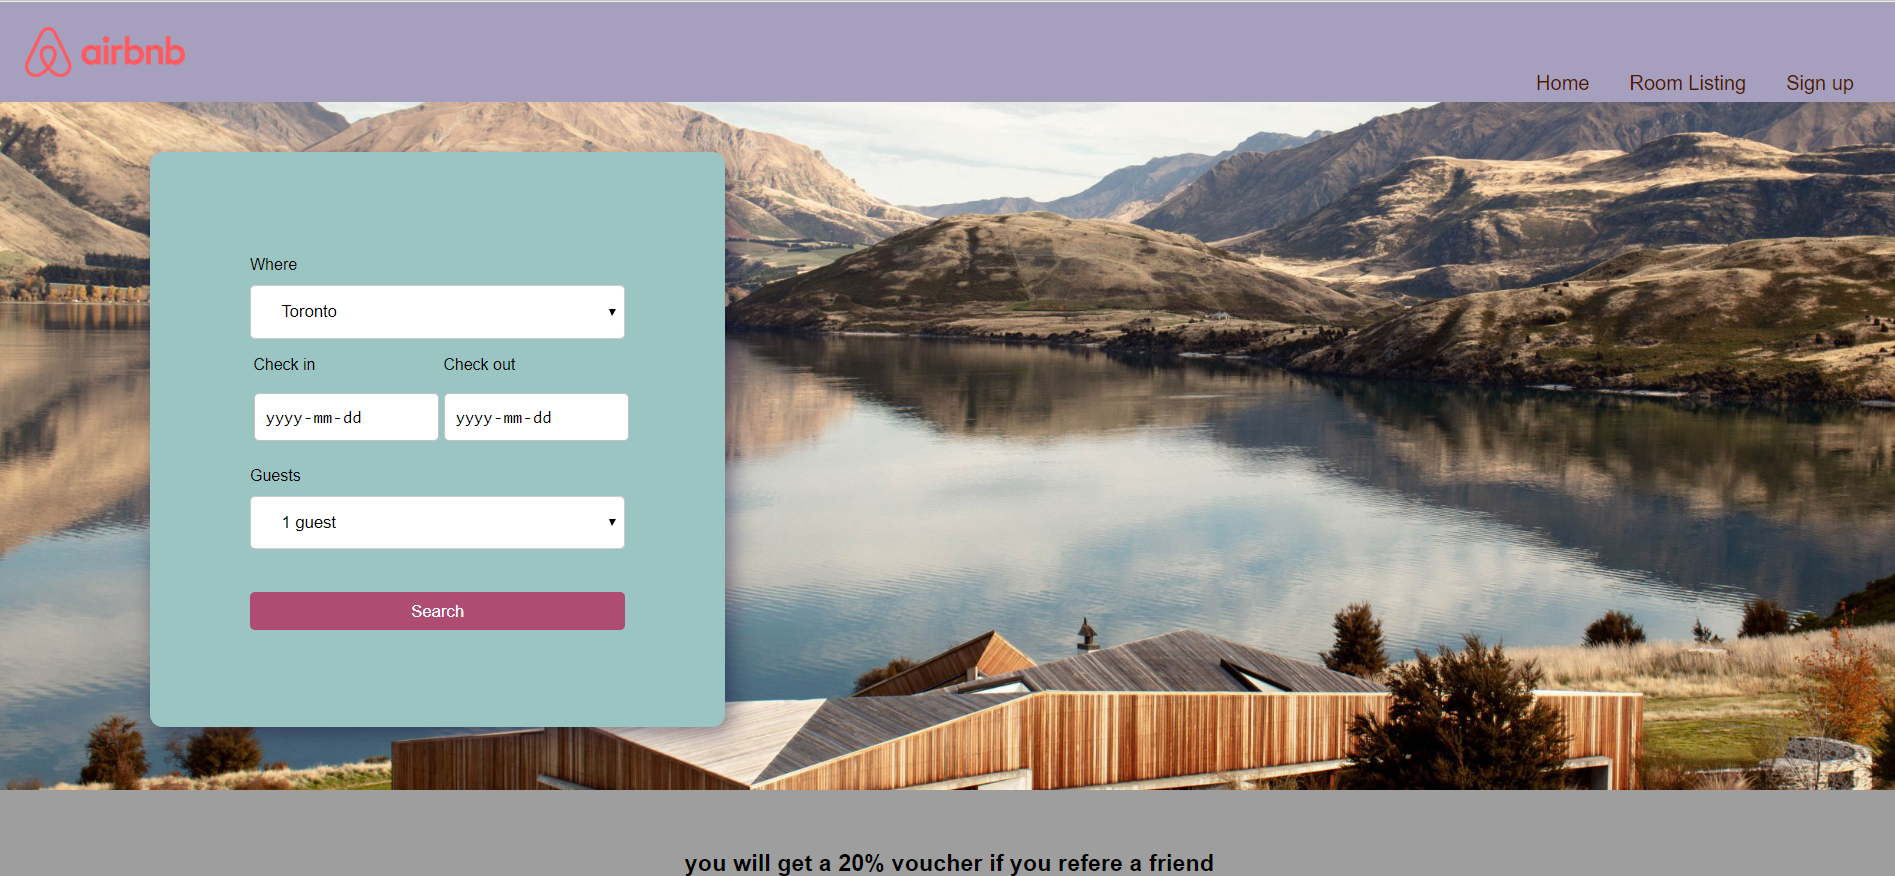 airbnb
Home Room Listing Sign up
Where
Toronto
Check in Check out
yyyy-mm-dd yyyy-mm-dd
Guests
1 guest
Search
you will get a 20% voucher if you refere a friend